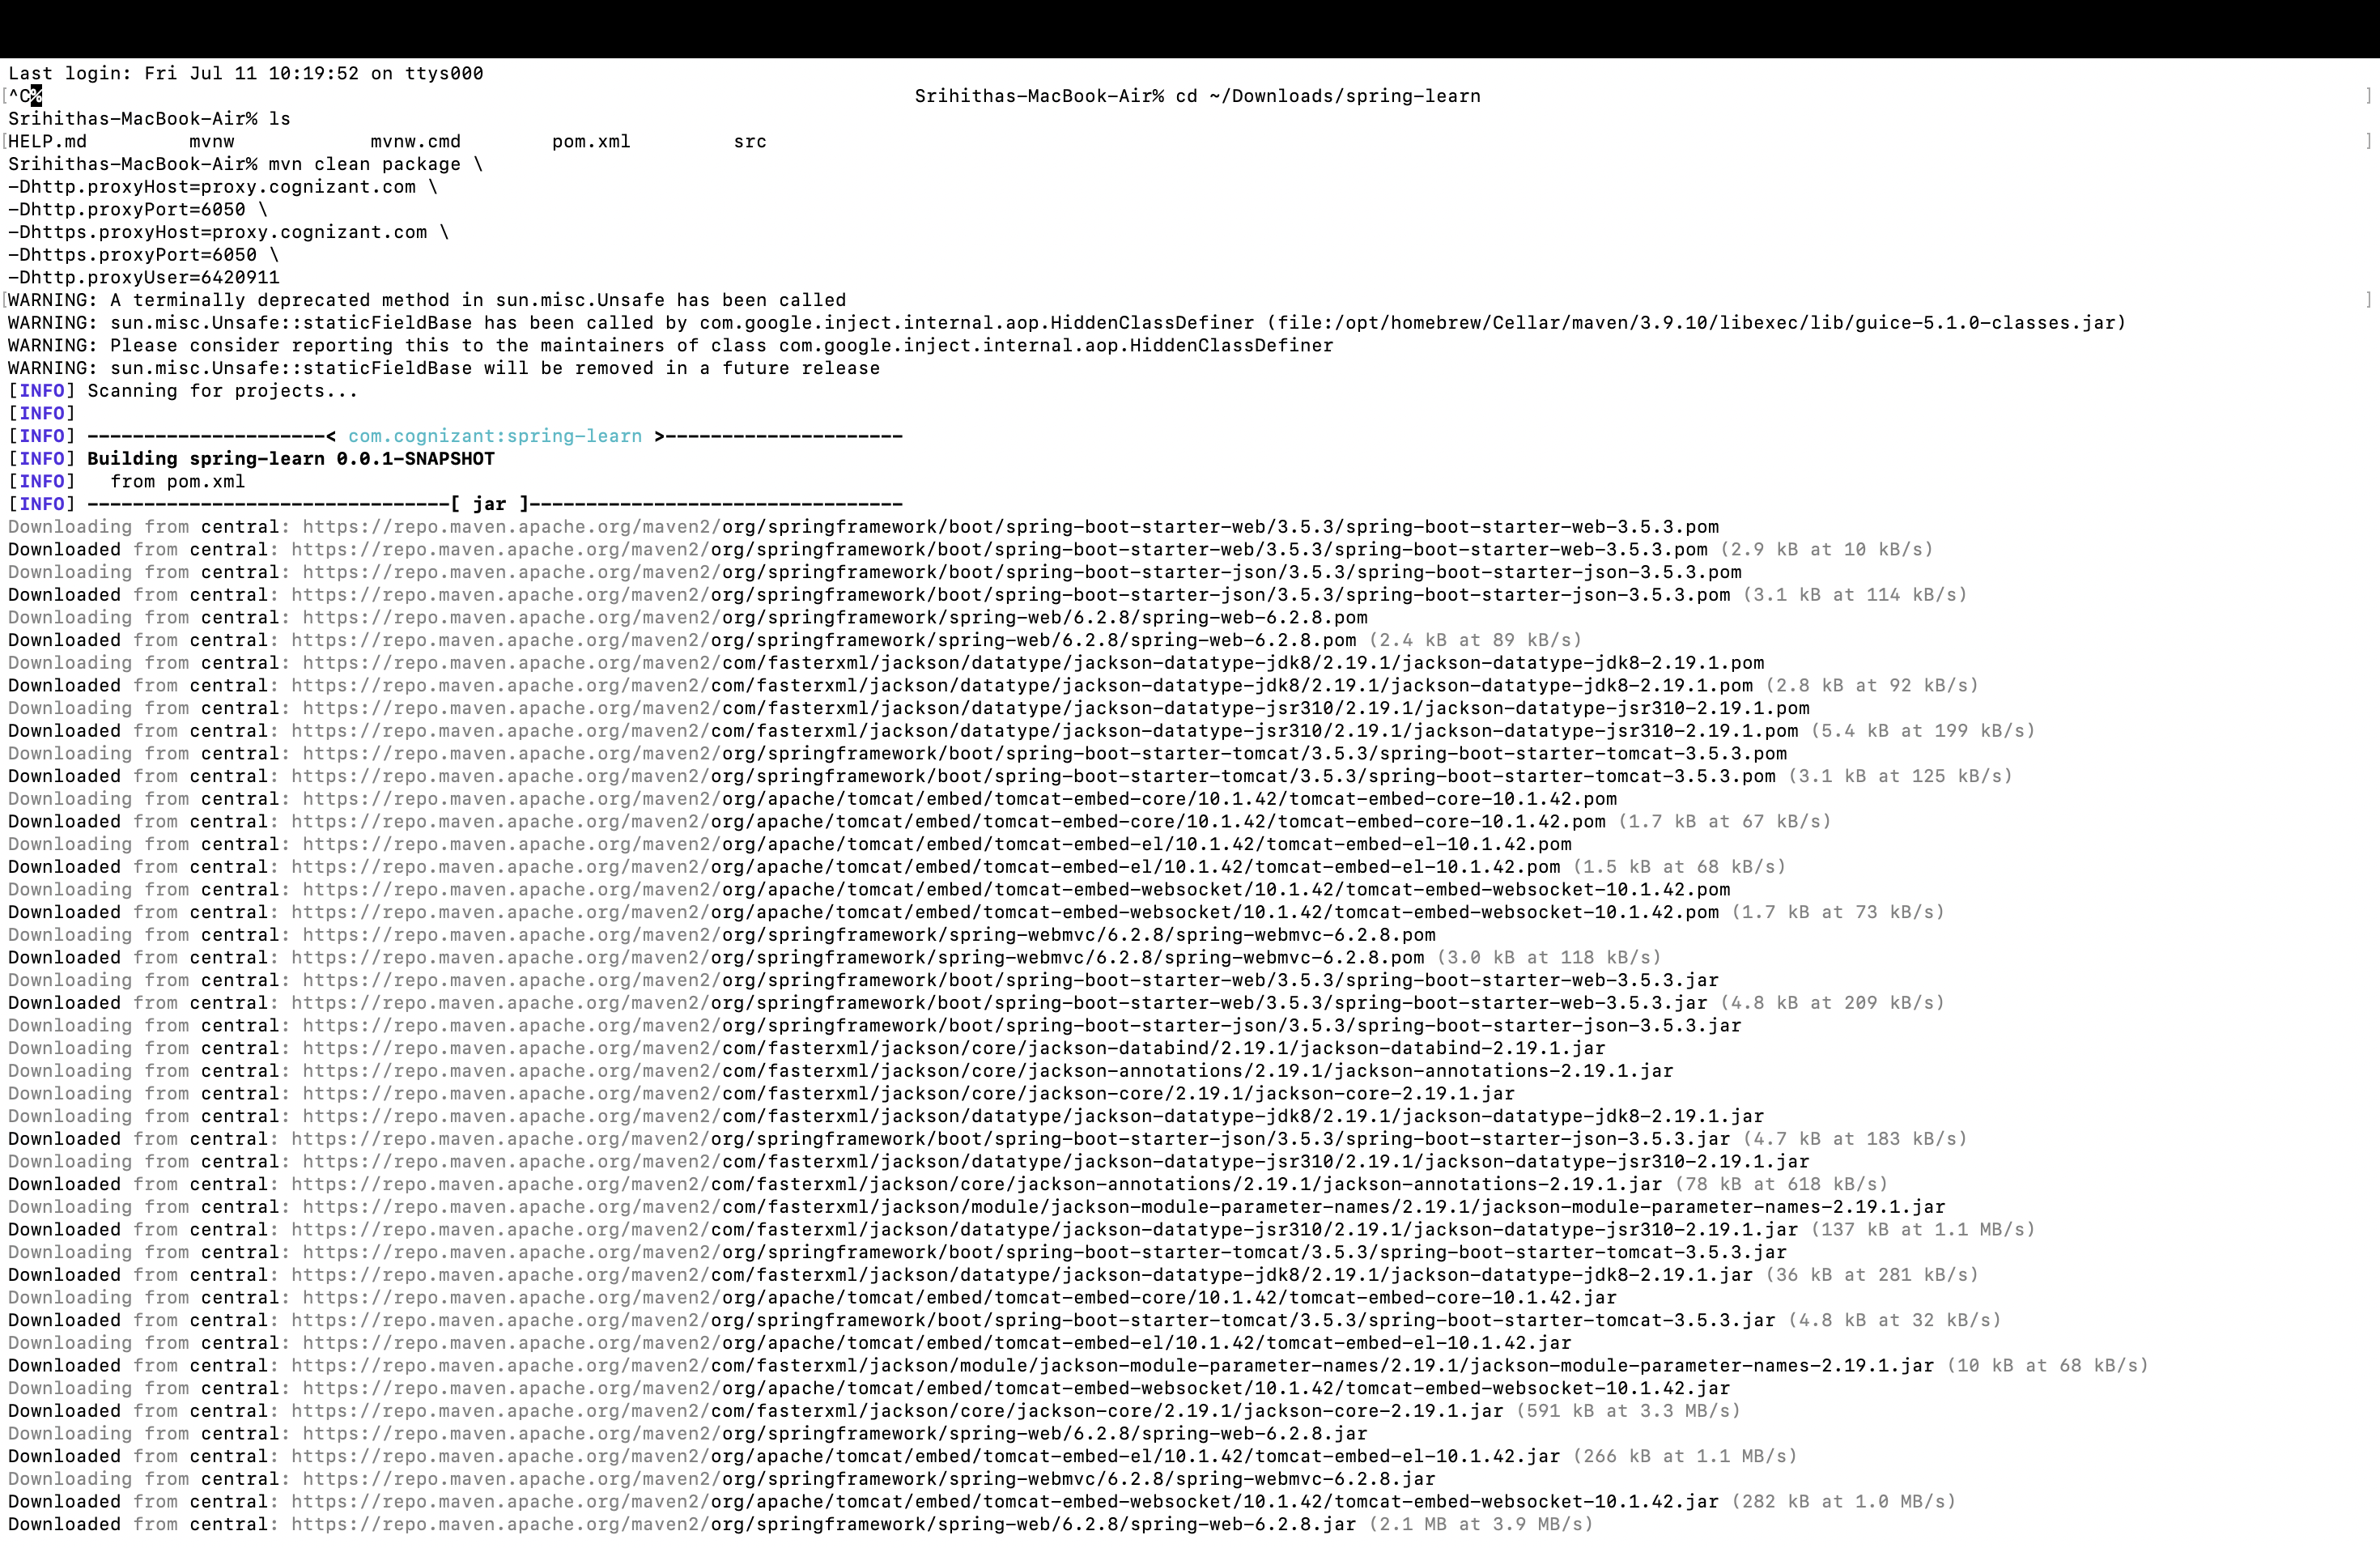 Last login: Fri Jul 11 10:19:52 on ttys000
[^C% Srihithas-MacBook-Air% cd ~/Downloads/spring-learn ]
Srihithas-MacBook-Air% ls
[HELP.md mvnw mvnw.cmd pom.xml src ]
Srihithas-MacBook-Air% mvn clean package \
-Dhttp.proxyHost=proxy.cognizant.com \
-Dhttp.proxyPort=6050 \
-Dhttps.proxyHost=proxy.cognizant.com \
-Dhttps.proxyPort=6050 \
-Dhttp.proxyUser=6420911
[WARNING: A terminally deprecated method in sun.misc.Unsafe has been called ]
WARNING: sun.misc.Unsafe::staticFieldBase has been called by com.google.inject.internal.aop.HiddenClassDefiner (file:/opt/homebrew/Cellar/maven/3.9.10/libexec/lib/guice-5.1.0-classes.jar)
WARNING: Please consider reporting this to the maintainers of class com.google.inject.internal.aop.HiddenClassDefiner
WARNING: sun.misc.Unsafe::staticFieldBase will be removed in a future release
[INFO] Scanning for projects...
[INFO]
[INFO] ---------------------< com.cognizant:spring-learn >---------------------
[INFO] Building spring-learn 0.0.1-SNAPSHOT
[INFO]   from pom.xml
[INFO] --------------------------------[ jar ]---------------------------------
Downloading from central: https://repo.maven.apache.org/maven2/org/springframework/boot/spring-boot-starter-web/3.5.3/spring-boot-starter-web-3.5.3.pom
Downloaded from central: https://repo.maven.apache.org/maven2/org/springframework/boot/spring-boot-starter-web/3.5.3/spring-boot-starter-web-3.5.3.pom (2.9 kB at 10 kB/s)
Downloading from central: https://repo.maven.apache.org/maven2/org/springframework/boot/spring-boot-starter-json/3.5.3/spring-boot-starter-json-3.5.3.pom
Downloaded from central: https://repo.maven.apache.org/maven2/org/springframework/boot/spring-boot-starter-json/3.5.3/spring-boot-starter-json-3.5.3.pom (3.1 kB at 114 kB/s)
Downloading from central: https://repo.maven.apache.org/maven2/org/springframework/spring-web/6.2.8/spring-web-6.2.8.pom
Downloaded from central: https://repo.maven.apache.org/maven2/org/springframework/spring-web/6.2.8/spring-web-6.2.8.pom (2.4 kB at 89 kB/s)
Downloading from central: https://repo.maven.apache.org/maven2/com/fasterxml/jackson/datatype/jackson-datatype-jdk8/2.19.1/jackson-datatype-jdk8-2.19.1.pom
Downloaded from central: https://repo.maven.apache.org/maven2/com/fasterxml/jackson/datatype/jackson-datatype-jdk8/2.19.1/jackson-datatype-jdk8-2.19.1.pom (2.8 kB at 92 kB/s)
Downloading from central: https://repo.maven.apache.org/maven2/com/fasterxml/jackson/datatype/jackson-datatype-jsr310/2.19.1/jackson-datatype-jsr310-2.19.1.pom
Downloaded from central: https://repo.maven.apache.org/maven2/com/fasterxml/jackson/datatype/jackson-datatype-jsr310/2.19.1/jackson-datatype-jsr310-2.19.1.pom (5.4 kB at 199 kB/s)
Downloading from central: https://repo.maven.apache.org/maven2/org/springframework/boot/spring-boot-starter-tomcat/3.5.3/spring-boot-starter-tomcat-3.5.3.pom
Downloaded from central: https://repo.maven.apache.org/maven2/org/springframework/boot/spring-boot-starter-tomcat/3.5.3/spring-boot-starter-tomcat-3.5.3.pom (3.1 kB at 125 kB/s)
Downloading from central: https://repo.maven.apache.org/maven2/org/apache/tomcat/embed/tomcat-embed-core/10.1.42/tomcat-embed-core-10.1.42.pom
Downloaded from central: https://repo.maven.apache.org/maven2/org/apache/tomcat/embed/tomcat-embed-core/10.1.42/tomcat-embed-core-10.1.42.pom (1.7 kB at 67 kB/s)
Downloading from central: https://repo.maven.apache.org/maven2/org/apache/tomcat/embed/tomcat-embed-el/10.1.42/tomcat-embed-el-10.1.42.pom
Downloaded from central: https://repo.maven.apache.org/maven2/org/apache/tomcat/embed/tomcat-embed-el/10.1.42/tomcat-embed-el-10.1.42.pom (1.5 kB at 68 kB/s)
Downloading from central: https://repo.maven.apache.org/maven2/org/apache/tomcat/embed/tomcat-embed-websocket/10.1.42/tomcat-embed-websocket-10.1.42.pom
Downloaded from central: https://repo.maven.apache.org/maven2/org/apache/tomcat/embed/tomcat-embed-websocket/10.1.42/tomcat-embed-websocket-10.1.42.pom (1.7 kB at 73 kB/s)
Downloading from central: https://repo.maven.apache.org/maven2/org/springframework/spring-webmvc/6.2.8/spring-webmvc-6.2.8.pom
Downloaded from central: https://repo.maven.apache.org/maven2/org/springframework/spring-webmvc/6.2.8/spring-webmvc-6.2.8.pom (3.0 kB at 118 kB/s)
Downloading from central: https://repo.maven.apache.org/maven2/org/springframework/boot/spring-boot-starter-web/3.5.3/spring-boot-starter-web-3.5.3.jar
Downloaded from central: https://repo.maven.apache.org/maven2/org/springframework/boot/spring-boot-starter-web/3.5.3/spring-boot-starter-web-3.5.3.jar (4.8 kB at 209 kB/s)
Downloading from central: https://repo.maven.apache.org/maven2/org/springframework/boot/spring-boot-starter-json/3.5.3/spring-boot-starter-json-3.5.3.jar
Downloading from central: https://repo.maven.apache.org/maven2/com/fasterxml/jackson/core/jackson-databind/2.19.1/jackson-databind-2.19.1.jar
Downloading from central: https://repo.maven.apache.org/maven2/com/fasterxml/jackson/core/jackson-annotations/2.19.1/jackson-annotations-2.19.1.jar
Downloading from central: https://repo.maven.apache.org/maven2/com/fasterxml/jackson/core/jackson-core/2.19.1/jackson-core-2.19.1.jar
Downloading from central: https://repo.maven.apache.org/maven2/com/fasterxml/jackson/datatype/jackson-datatype-jdk8/2.19.1/jackson-datatype-jdk8-2.19.1.jar
Downloaded from central: https://repo.maven.apache.org/maven2/org/springframework/boot/spring-boot-starter-json/3.5.3/spring-boot-starter-json-3.5.3.jar (4.7 kB at 183 kB/s)
Downloading from central: https://repo.maven.apache.org/maven2/com/fasterxml/jackson/datatype/jackson-datatype-jsr310/2.19.1/jackson-datatype-jsr310-2.19.1.jar
Downloaded from central: https://repo.maven.apache.org/maven2/com/fasterxml/jackson/core/jackson-annotations/2.19.1/jackson-annotations-2.19.1.jar (78 kB at 618 kB/s)
Downloading from central: https://repo.maven.apache.org/maven2/com/fasterxml/jackson/module/jackson-module-parameter-names/2.19.1/jackson-module-parameter-names-2.19.1.jar
Downloaded from central: https://repo.maven.apache.org/maven2/com/fasterxml/jackson/datatype/jackson-datatype-jsr310/2.19.1/jackson-datatype-jsr310-2.19.1.jar (137 kB at 1.1 MB/s)
Downloading from central: https://repo.maven.apache.org/maven2/org/springframework/boot/spring-boot-starter-tomcat/3.5.3/spring-boot-starter-tomcat-3.5.3.jar
Downloaded from central: https://repo.maven.apache.org/maven2/com/fasterxml/jackson/datatype/jackson-datatype-jdk8/2.19.1/jackson-datatype-jdk8-2.19.1.jar (36 kB at 281 kB/s)
Downloading from central: https://repo.maven.apache.org/maven2/org/apache/tomcat/embed/tomcat-embed-core/10.1.42/tomcat-embed-core-10.1.42.jar
Downloaded from central: https://repo.maven.apache.org/maven2/org/springframework/boot/spring-boot-starter-tomcat/3.5.3/spring-boot-starter-tomcat-3.5.3.jar (4.8 kB at 32 kB/s)
Downloading from central: https://repo.maven.apache.org/maven2/org/apache/tomcat/embed/tomcat-embed-el/10.1.42/tomcat-embed-el-10.1.42.jar
Downloaded from central: https://repo.maven.apache.org/maven2/com/fasterxml/jackson/module/jackson-module-parameter-names/2.19.1/jackson-module-parameter-names-2.19.1.jar (10 kB at 68 kB/s)
Downloading from central: https://repo.maven.apache.org/maven2/org/apache/tomcat/embed/tomcat-embed-websocket/10.1.42/tomcat-embed-websocket-10.1.42.jar
Downloaded from central: https://repo.maven.apache.org/maven2/com/fasterxml/jackson/core/jackson-core/2.19.1/jackson-core-2.19.1.jar (591 kB at 3.3 MB/s)
Downloading from central: https://repo.maven.apache.org/maven2/org/springframework/spring-web/6.2.8/spring-web-6.2.8.jar
Downloaded from central: https://repo.maven.apache.org/maven2/org/apache/tomcat/embed/tomcat-embed-el/10.1.42/tomcat-embed-el-10.1.42.jar (266 kB at 1.1 MB/s)
Downloading from central: https://repo.maven.apache.org/maven2/org/springframework/spring-webmvc/6.2.8/spring-webmvc-6.2.8.jar
Downloaded from central: https://repo.maven.apache.org/maven2/org/apache/tomcat/embed/tomcat-embed-websocket/10.1.42/tomcat-embed-websocket-10.1.42.jar (282 kB at 1.0 MB/s)
Downloaded from central: https://repo.maven.apache.org/maven2/org/springframework/spring-web/6.2.8/spring-web-6.2.8.jar (2.1 MB at 3.9 MB/s)